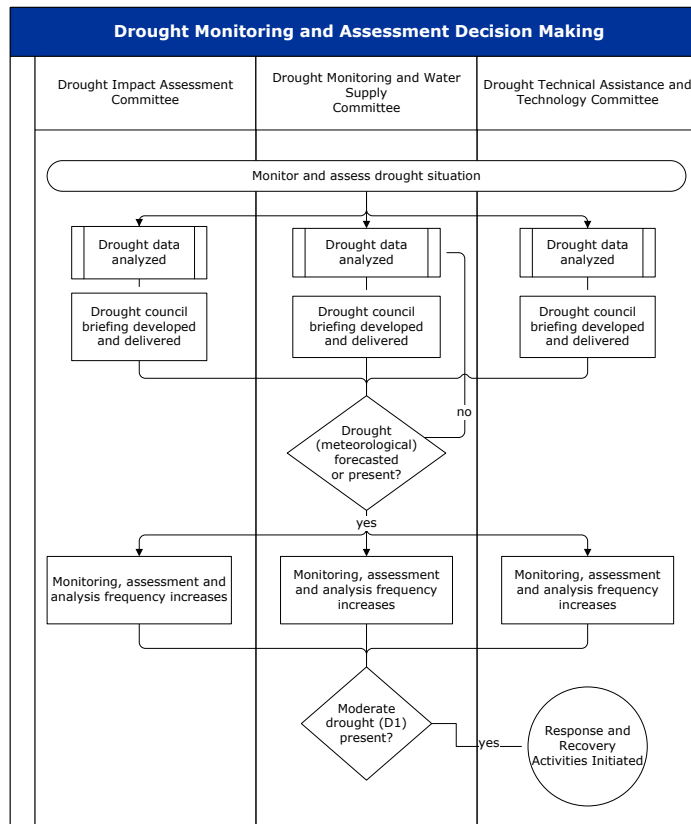 Drought Monitoring and Assessment Decision Making
Drought Impact Assessment
Committee
Drought Monitoring and Water
Supply
Committee
Drought Technical Assistance and
Technology Committee
Monitor and assess drought situation
Drought data
analyzed
Drought data
analyzed
Drought data
analyzed
Drought council
briefing developed
and delivered
Drought council
briefing developed
and delivered
Drought council
briefing developed
and delivered
Drought
(meteorological)
forecasted
or present?
no
yes
Monitoring, assessment and
analysis frequency increases
Monitoring, assessment
and analysis frequency
increases
Monitoring, assessment
and analysis frequency
increases
Moderate
drought (D1)
present?
yes
Response and
Recovery
Activities Initiated